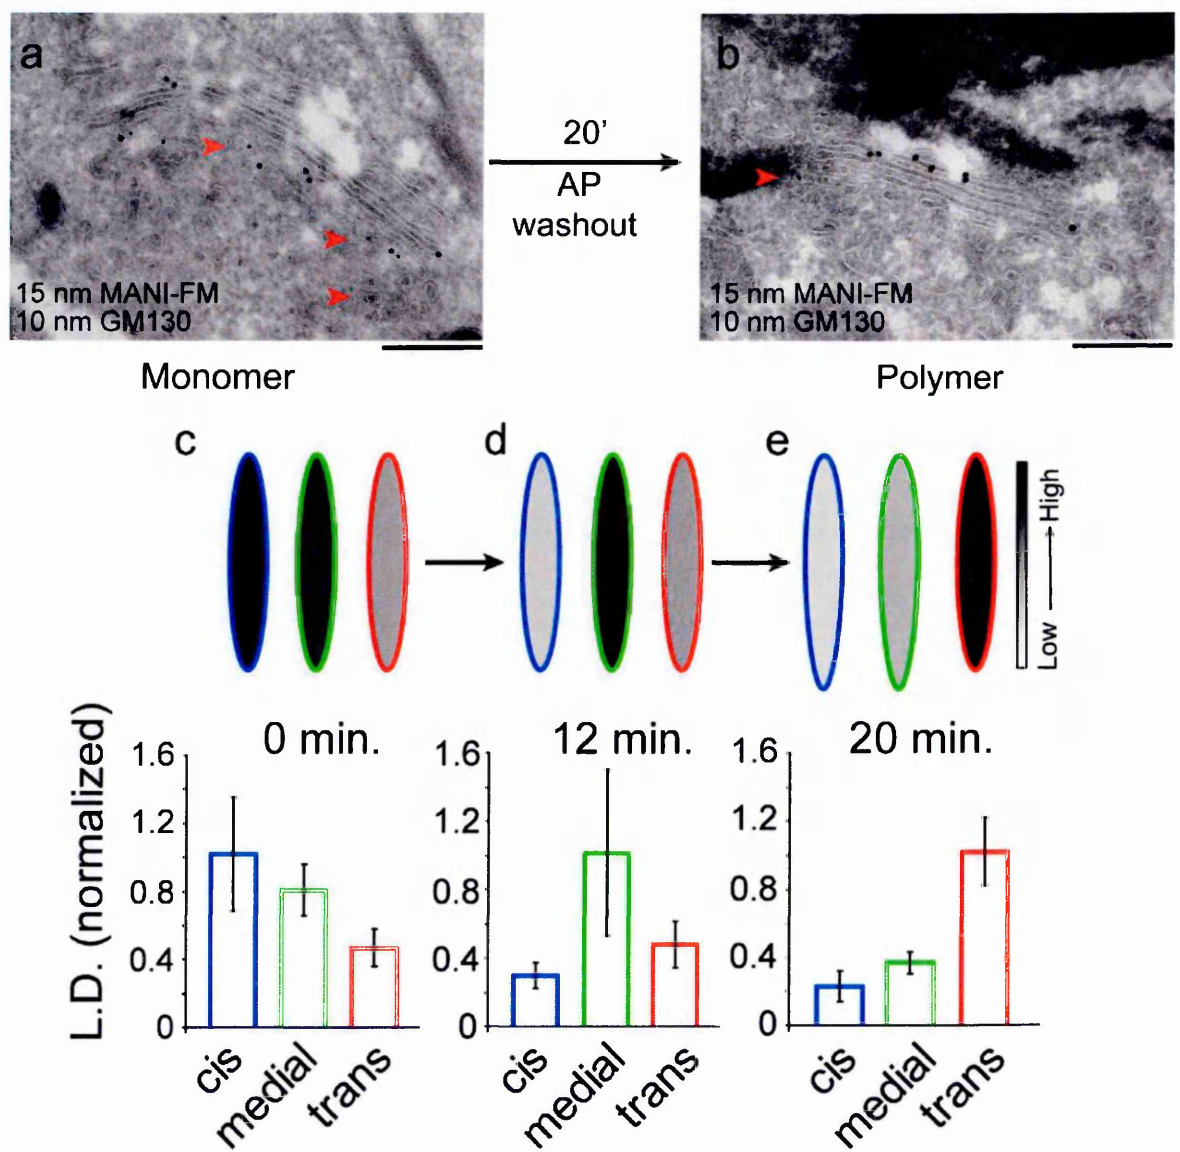 a
15 nm MANI-FM
10 nm GM130
Monomer
20’
AP
washout
b
15 nm MANI-FM
10 nm GM130
Polymer
c
d
e
Low
High
L.D. (normalized)
0 min.
1.6
1.2
0.8
0.4
0
cis
medial
trans
12 min.
1.6
1.2
0.8
0.4
0
cis
medial
trans
20 min.
1.6
1.2
0.8
0.4
0
cis
medial
trans